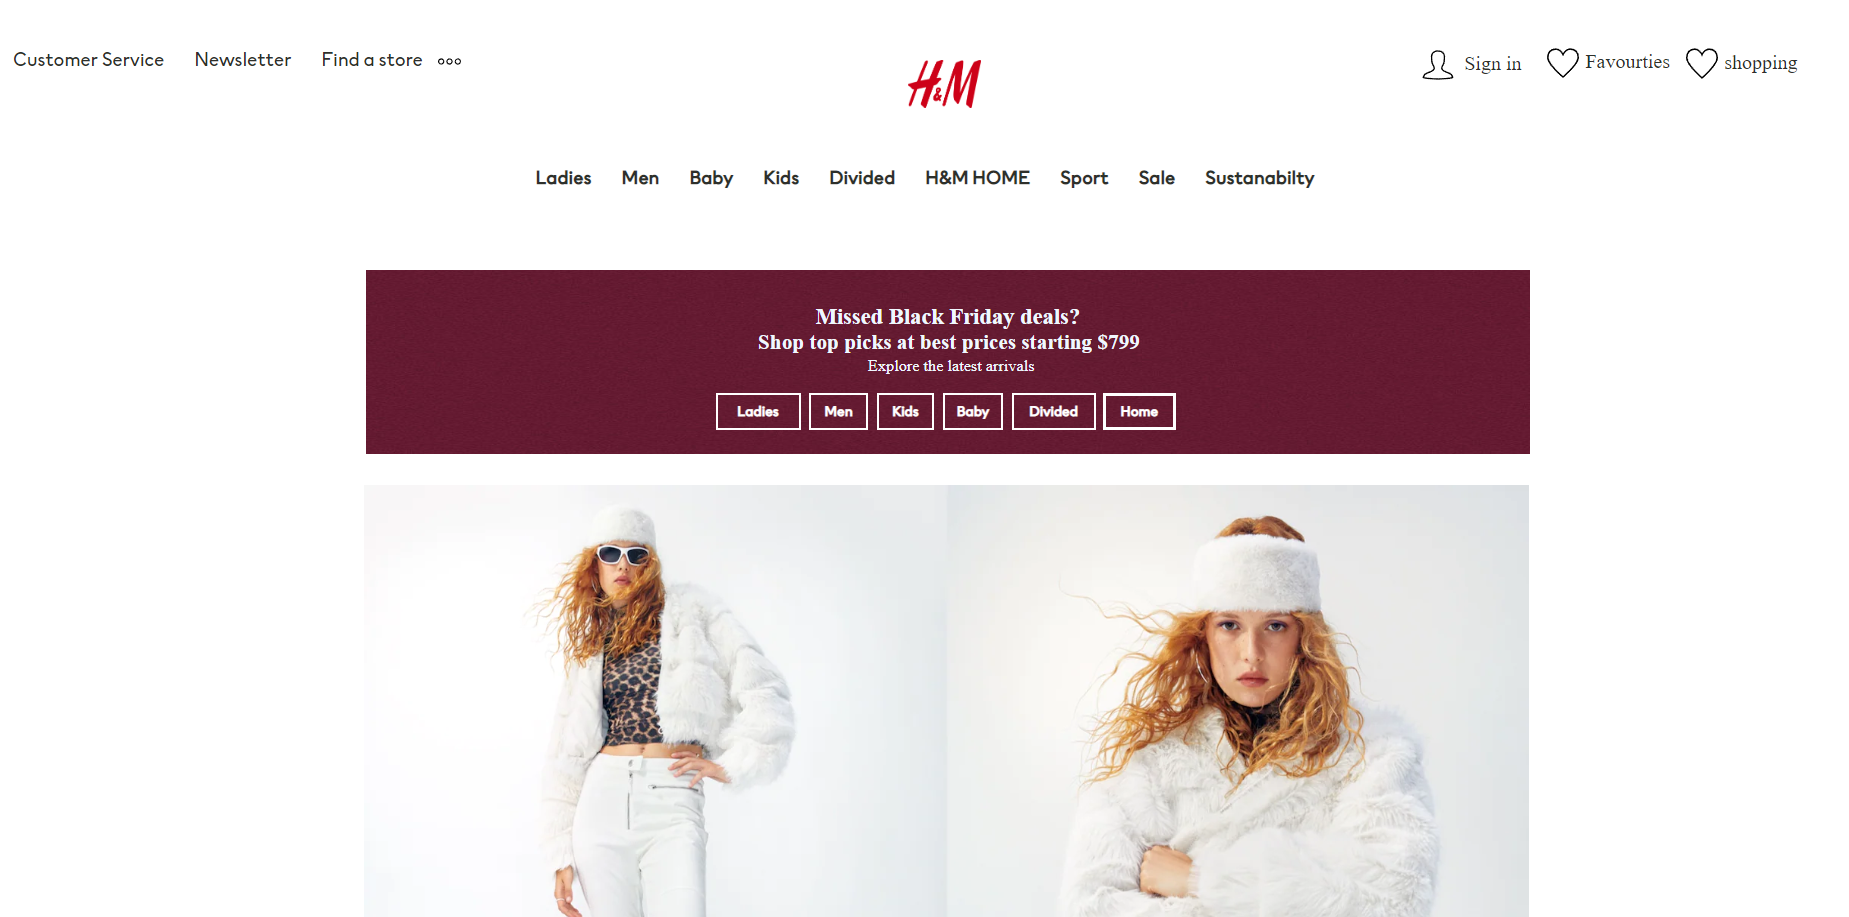 Customer Service Newsletter Find a store
H&M
Sign in Favourties shopping
Ladies Men Baby Kids Divided H&M HOME Sport Sale Sustanabilty
Missed Black Friday deals?
Shop top picks at best prices starting $799
Explore the latest arrivals
Ladies Men Kids Baby Divided Home